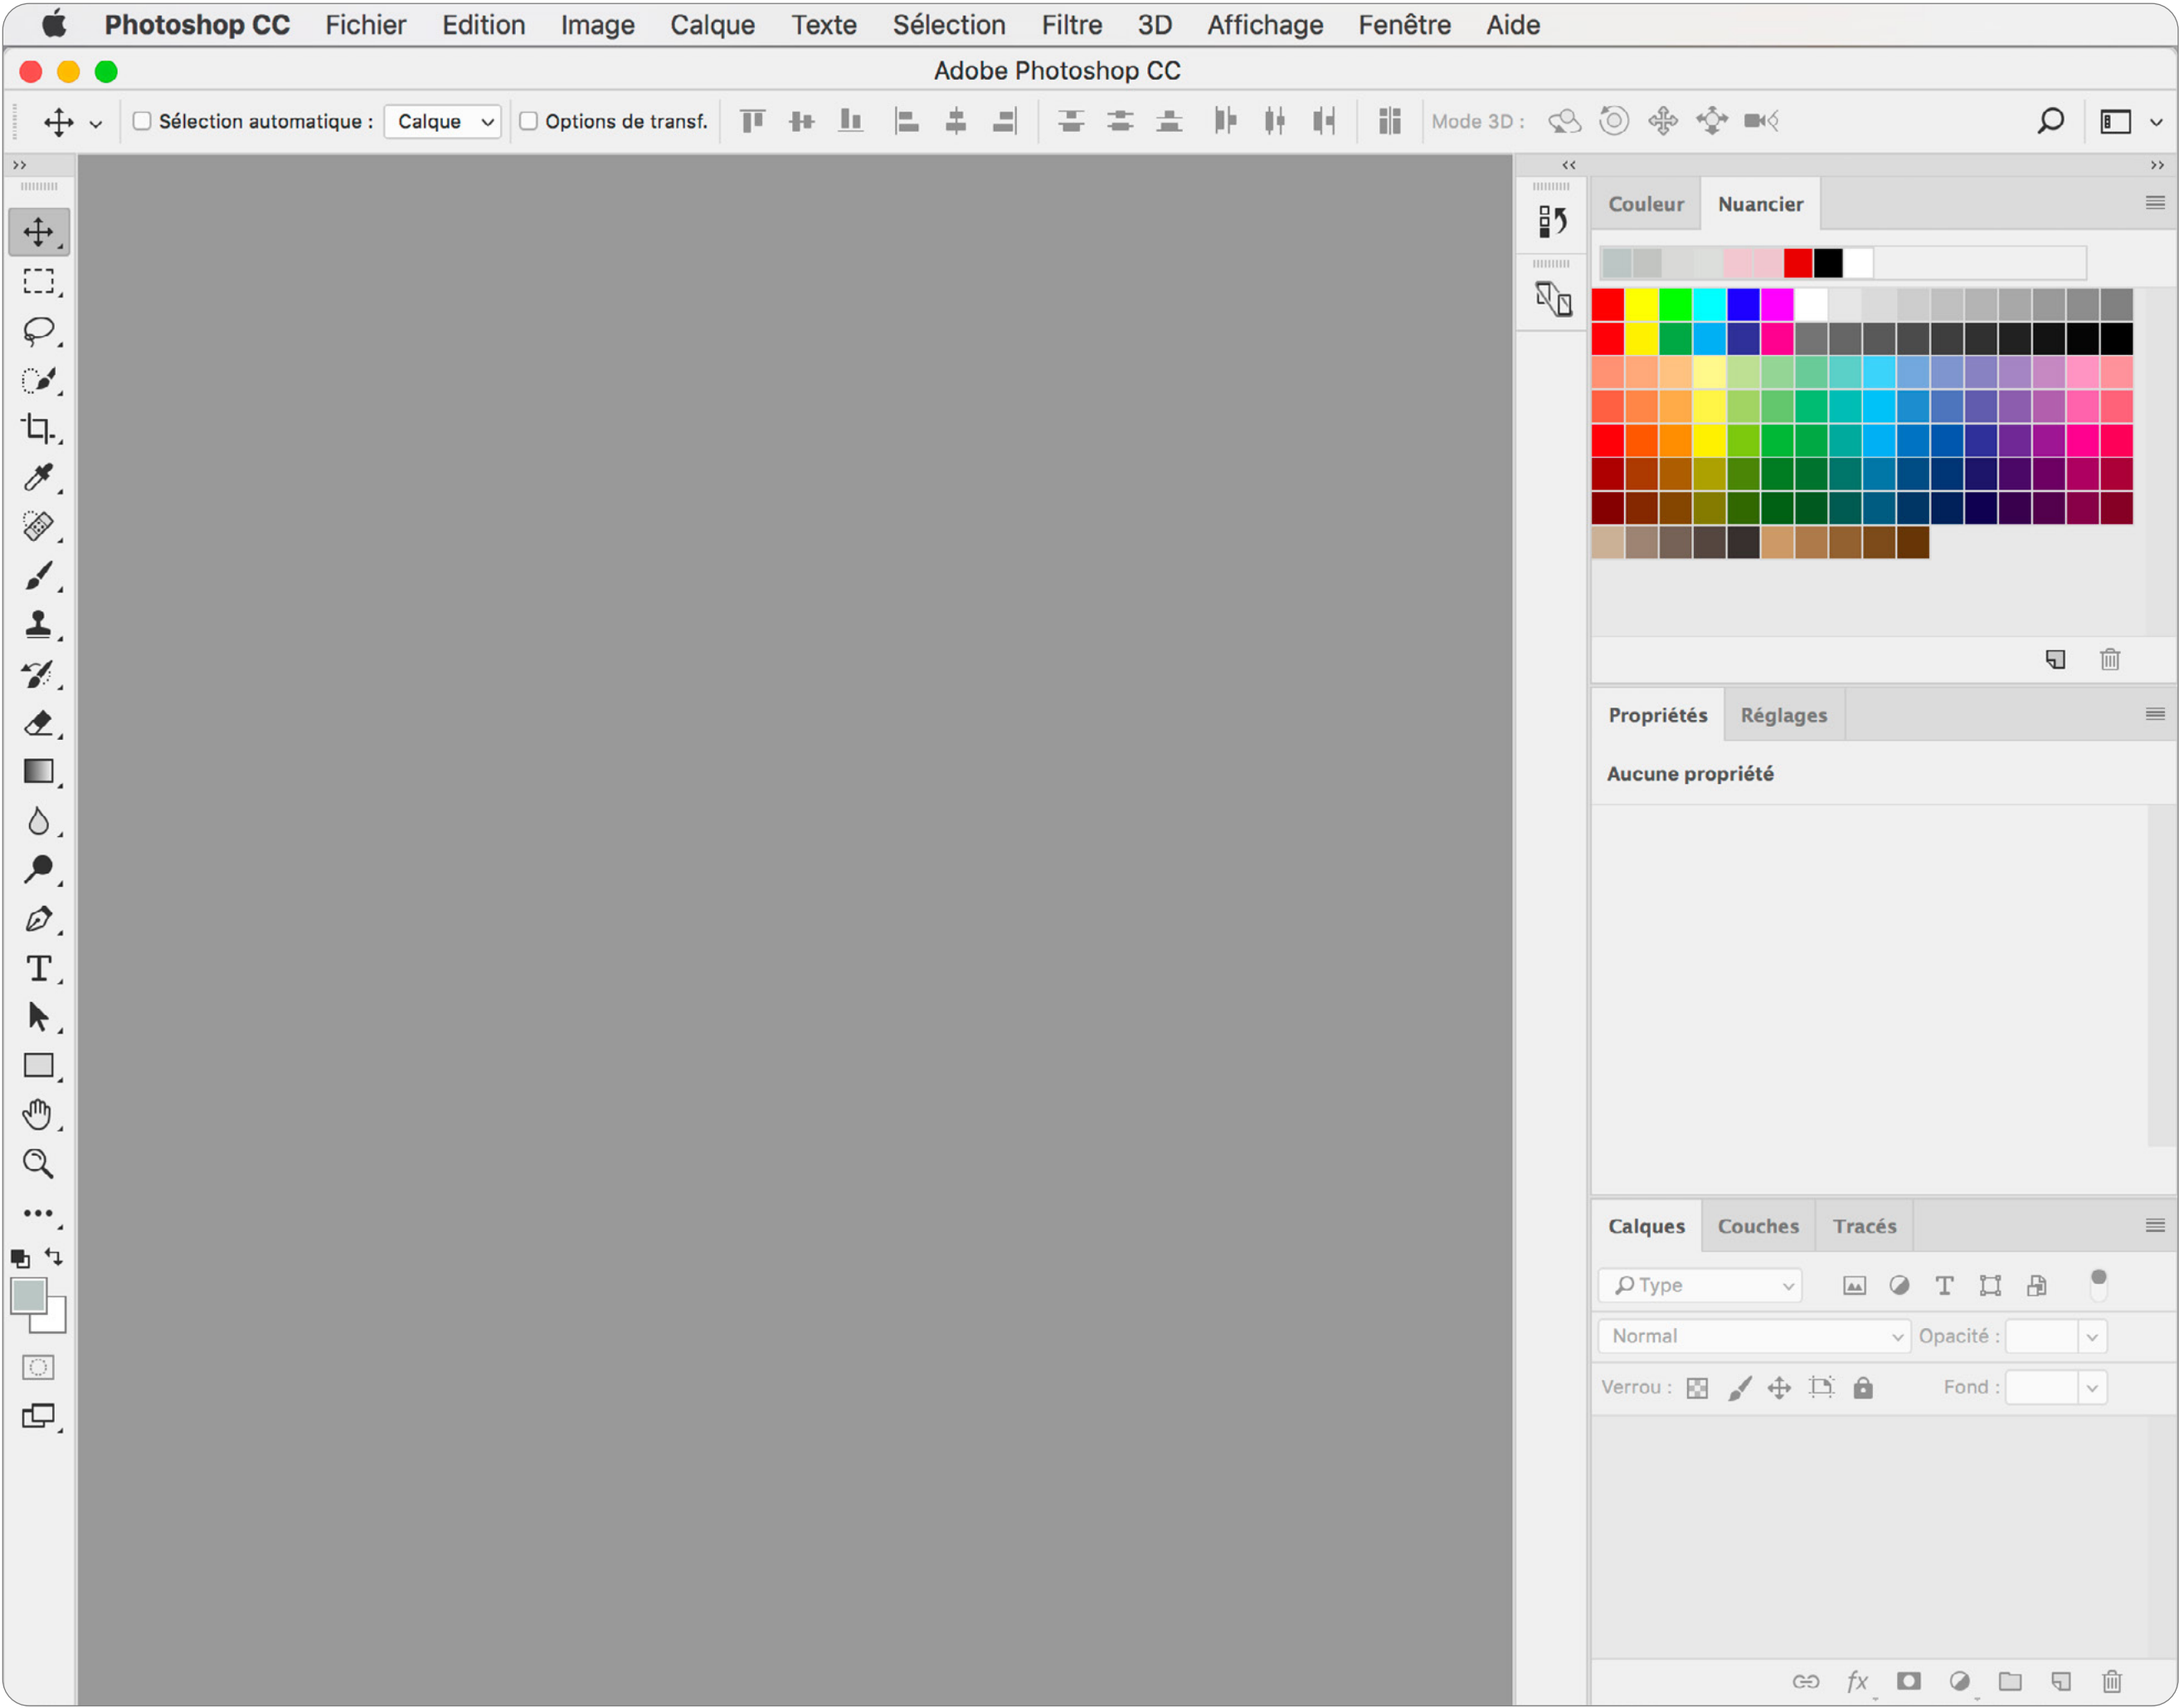 Photoshop CC Fichier Edition Image Calque Texte Sélection Filtre 3D Affichage Fenêtre Aide
Adobe Photoshop CC
Sélection automatique : Calque Options de transf. Mode 3D :
Couleur Nuancier
Propriétés Réglages
Aucune propriété
Calques Couches Tracés
Type
Normal Opacité :
Verrou : Fond :
fx